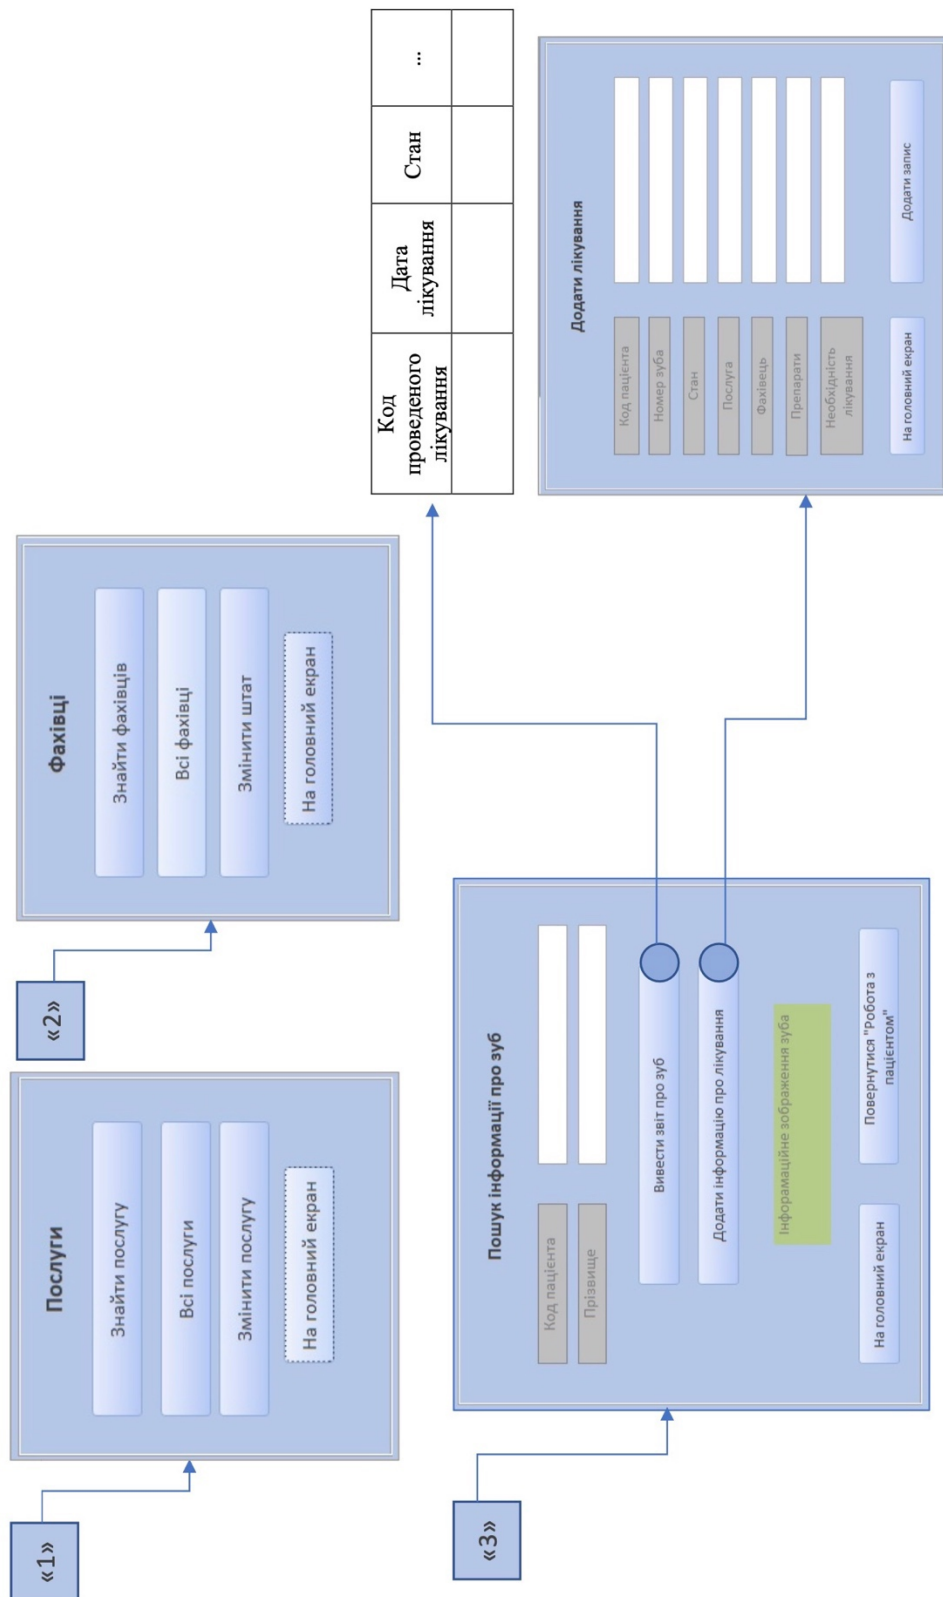 «1»
Послуги
Знайти послугу
Всі послуги
Змінити послугу
На головний екран
«2»
Фахівці
Знайти фахівців
Всі фахівці
Змінити штат
На головний екран
«3»
Пошук інформації про зуб
Код пацієнта
Прізвище
Вивести звіт про зуб
Додати інформацію про лікування
Інфорамаційне зображення зуба
На головний екран
Повернутися "Робота з
пацієнтом"
Код
проведеного
лікування
Дата
лікування
Стан
...
Додати лікування
Код пацієнта
Номер зуба
Стан
Послуга
Фахівець
Препарати
Необхідність
лікування
На головний екран
Додати запис